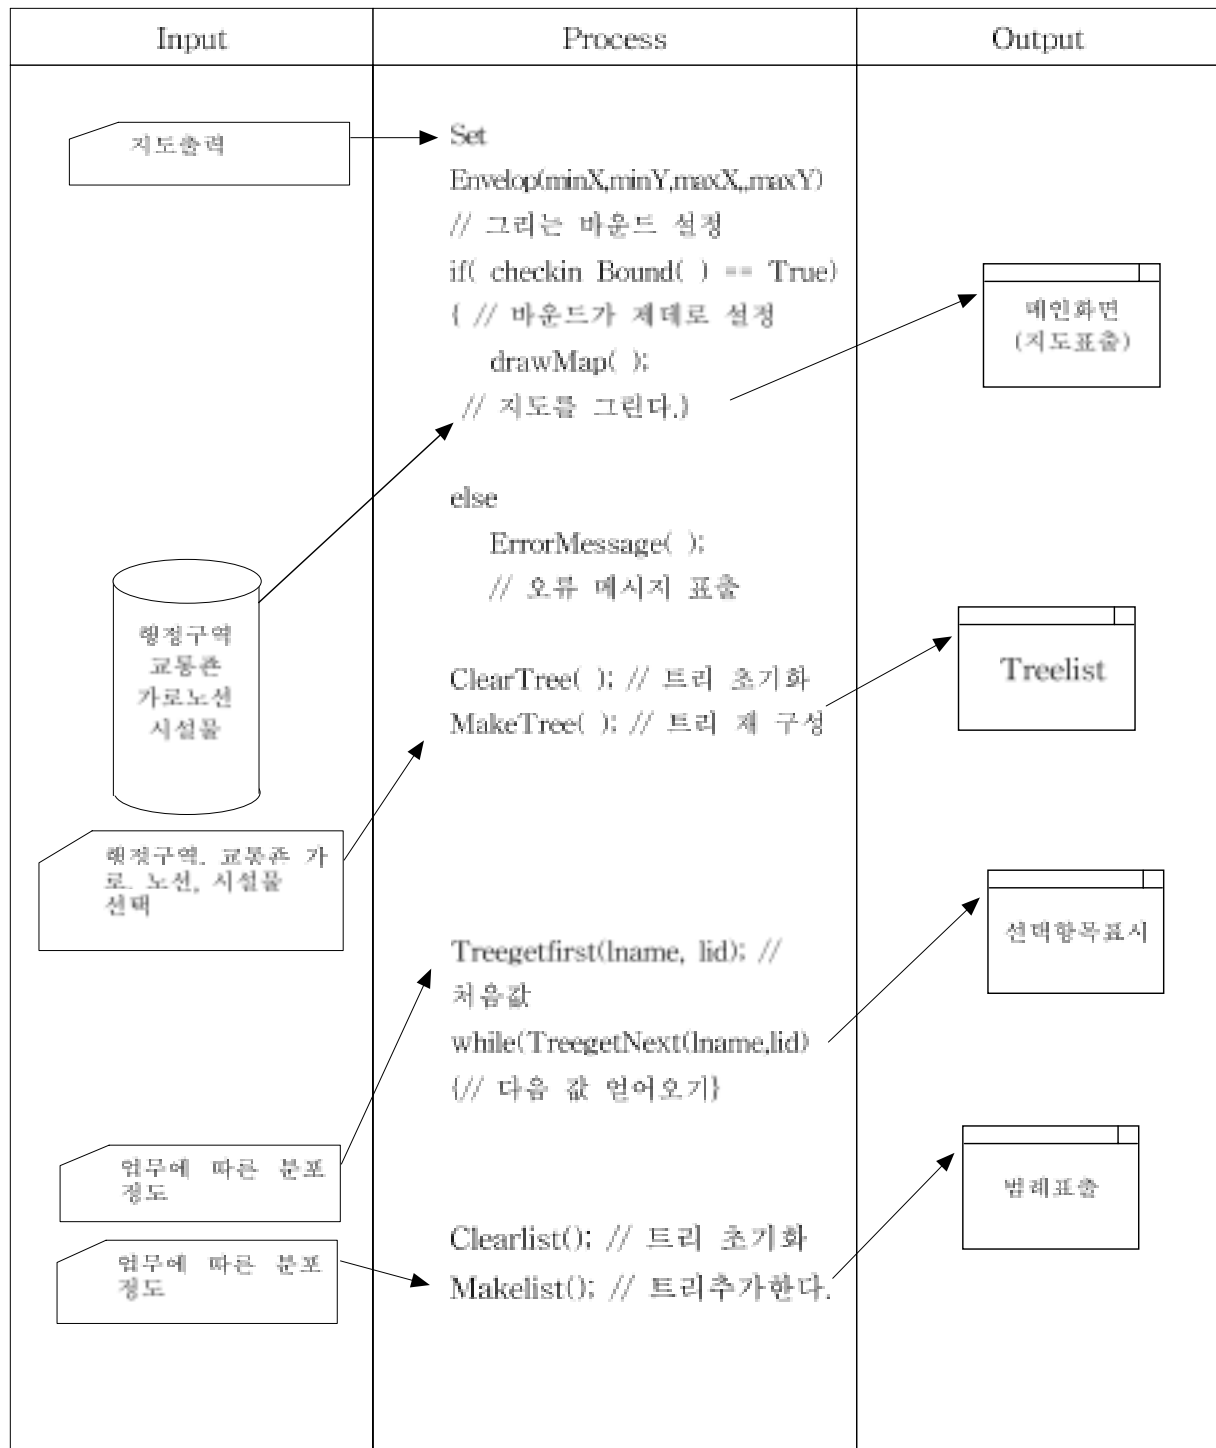 Input
Process
Output
지도출력
Set
Envelop(minX,minY,maxX,,maxY)
// 그리는 바운드 설정
if( checkin Bound( ) == True)
{ // 바운드가 제대로 설정
drawMap( );
// 지도를 그린다.}
else
ErrorMessage( );
// 오류 메시지 표출
ClearTree( ); // 트리 초기화
MakeTree( ); // 트리 재 구성
Treegetfirst(lname, lid); //
처음값
while(TreegetNext(lname,lid)
{// 다음 값 얻어오기}
Clearlist(); // 트리 초기화
Makelist(); // 트리추가한다.
행정구역
교통존
가로노선
시설물
행정구역. 교통존 가
로. 노선, 시설물
선택
업무에 따른 분포
정도
업무에 따른 분포
정도
메인화면
(지도표출)
Treelist
선택항목표시
범례표출